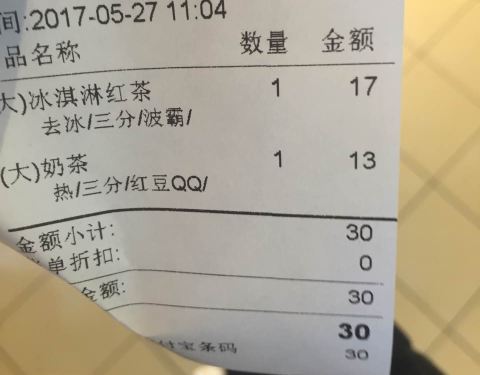 间:2017-05-27 11:04
品名称 数量 金额
大)冰淇淋红茶 1 17
去冰/三分/波霸/
(大)奶茶 1 13
热/三分/红豆QQ/
金额小计: 30
单折扣: 0
金额: 30
30
付宝条码 30